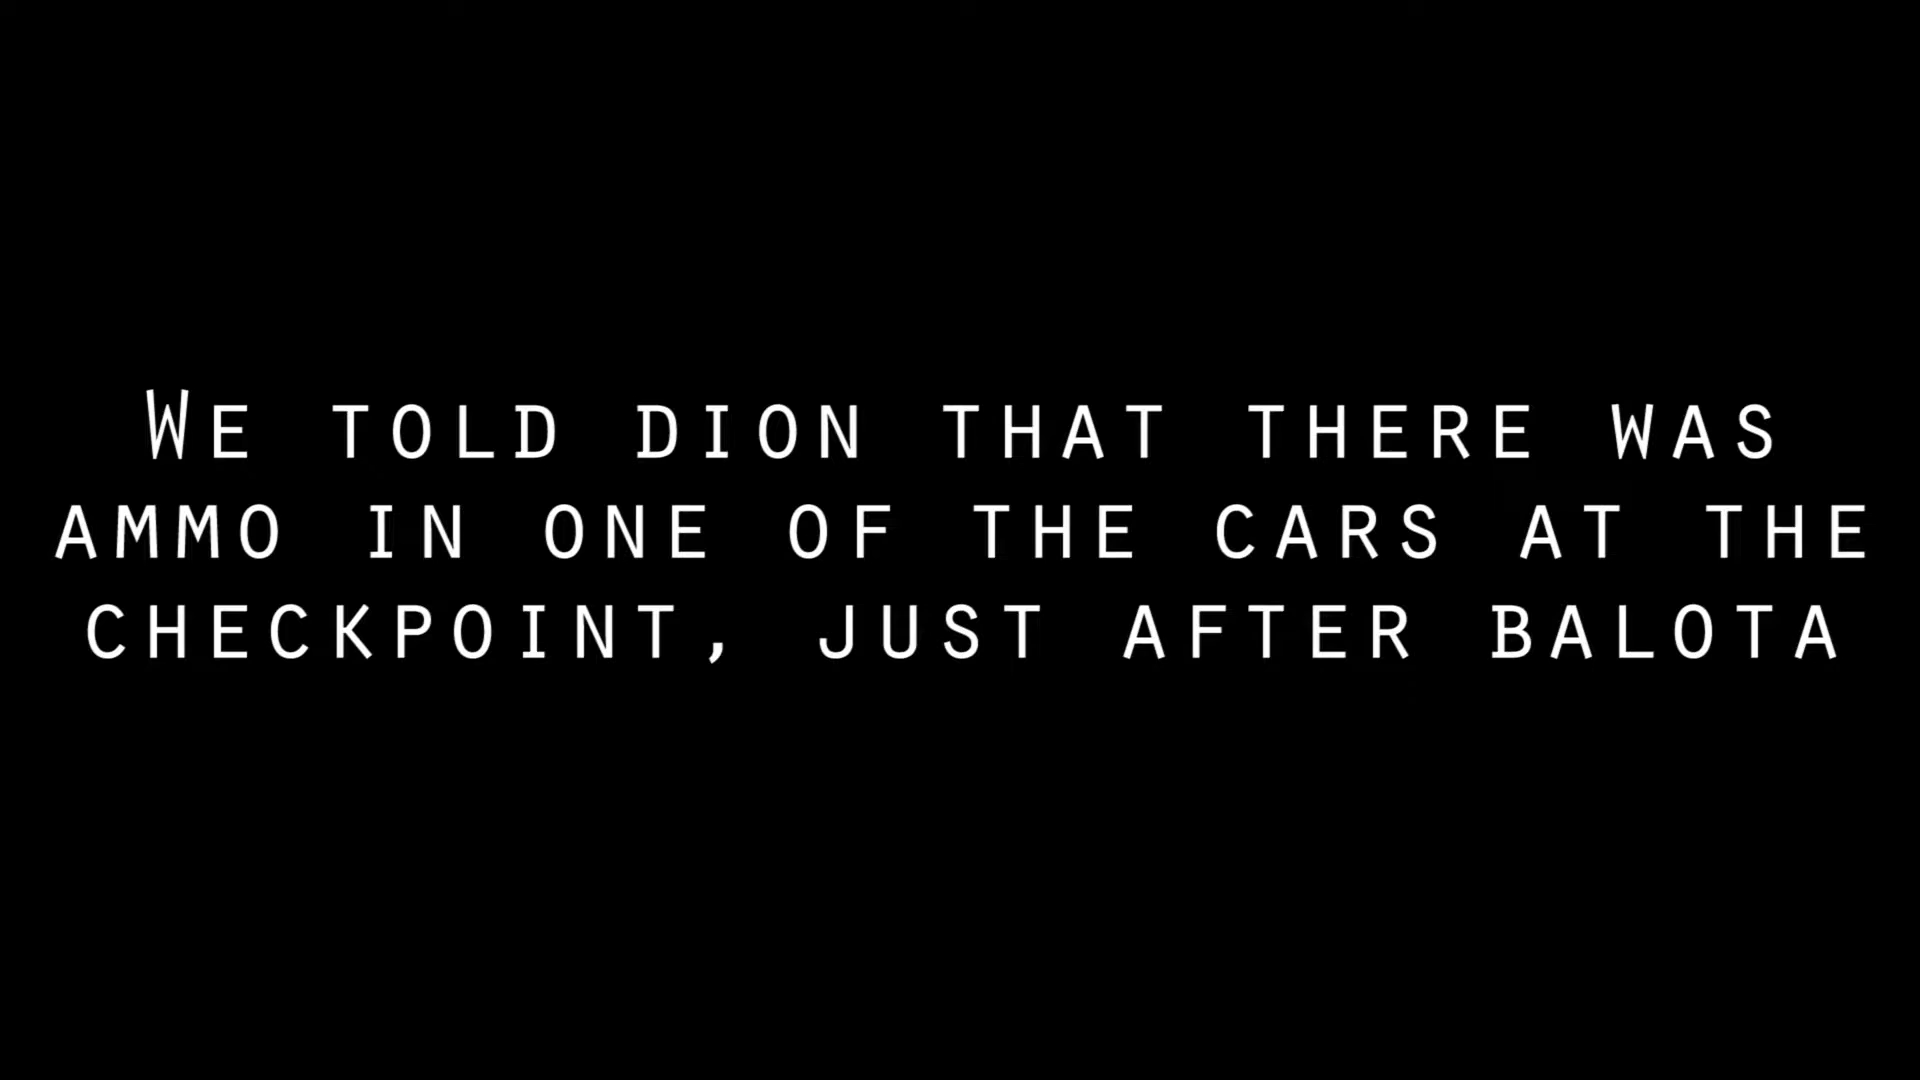 We told dion that there was
ammo in one of the cars at the
checkpoint, just after balota